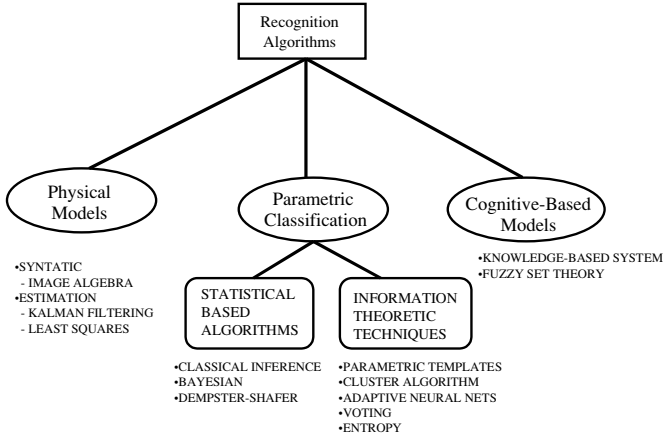 Recognition
Algorithms
Physical
Models
Parametric
Classification
Cognitive-Based
Models
•SYNTATIC
- IMAGE ALGEBRA
•ESTIMATION
- KALMAN FILTERING
- LEAST SQUARES
•KNOWLEDGE-BASED SYSTEM
•FUZZY SET THEORY
STATISTICAL
BASED
ALGORITHMS
INFORMATION
THEORETIC
TECHNIQUES
•CLASSICAL INFERENCE
•BAYESIAN
•DEMPSTER-SHAFER
•PARAMETRIC TEMPLATES
•CLUSTER ALGORITHM
•ADAPTIVE NEURAL NETS
•VOTING
•ENTROPY